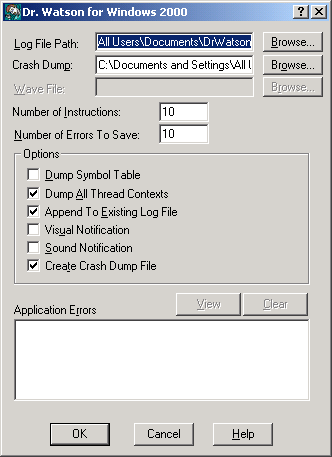 Dr. Watson for Windows 2000
Log File Path: All Users\Documents\DrWatson Browse...
Crash Dump: C:\Documents and Settings\All U Browse...
Wave File: Browse...
Number of Instructions: 10
Number of Errors To Save: 10
Options
Dump Symbol Table
Dump All Thread Contexts
Append To Existing Log File
Visual Notification
Sound Notification
Create Crash Dump File
Application Errors View Clear
OK Cancel Help